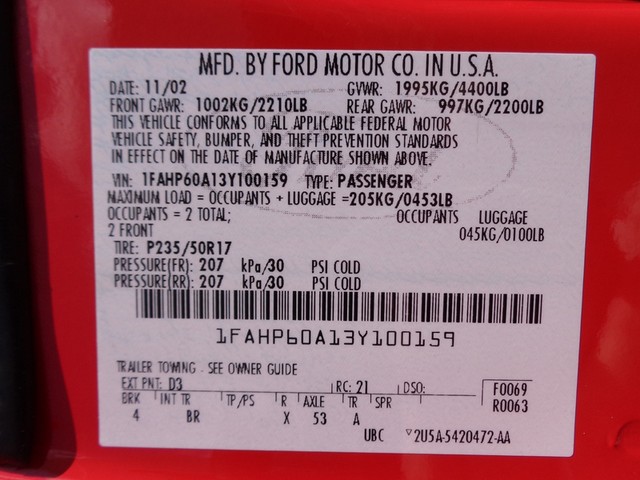 MFD. BY FORD MOTOR CO. IN U.S.A.
DATE: 11/02 GVWR: 1995KG/4400LB
FRONT GAWR: 1002KG/2210LB REAR GAWR: 997KG/2200LB
THIS VEHICLE CONFORMS TO ALL APPLICABLE FEDERAL MOTOR
VEHICLE SAFETY, BUMPER, AND THEFT PREVENTION STANDARDS
IN EFFECT ON THE DATE OF MANUFACTURE SHOWN ABOVE.
VIN: 1FAHP60A13Y100159 TYPE: PASSENGER
MAXIMUM LOAD = OCCUPANTS + LUGGAGE =205KG/0453LB
OCCUPANTS = 2 TOTAL; OCCUPANTS LUGGAGE
2 FRONT 045KG/0100LB
TIRE: P235/50R17
PRESSURE(FR): 207 kPa/30 PSI COLD
PRESSURE(RR): 207 kPa/30 PSI COLD
1FAHP60A13Y100159
TRAILER TOWING - SEE OWNER GUIDE
EXT PNT: D3 RC: 21 DSO: F0069
BRK INT TR TP/PS R AXLE TR SPR R0063
4 BR X 53 A
UBC ▽2U5A-5420472-AA